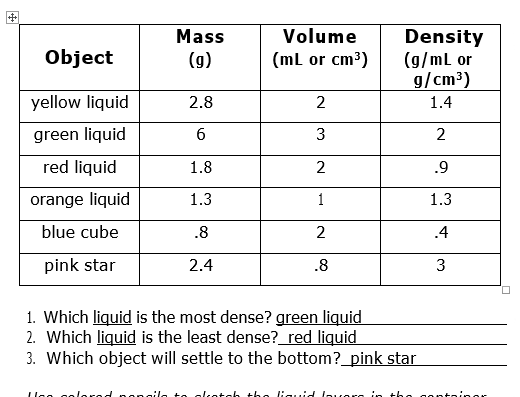 Object Mass (g) Volume (mL or cm³) Density (g/mL or g/cm³)
yellow liquid 2.8 2 1.4
green liquid 6 3 2
red liquid 1.8 2 .9
orange liquid 1.3 1 1.3
blue cube .8 2 .4
pink star 2.4 .8 3
1. Which liquid is the most dense? green liquid
2. Which liquid is the least dense? red liquid
3. Which object will settle to the bottom? pink star
Use colored pencils to sketch the liquid layers in the container